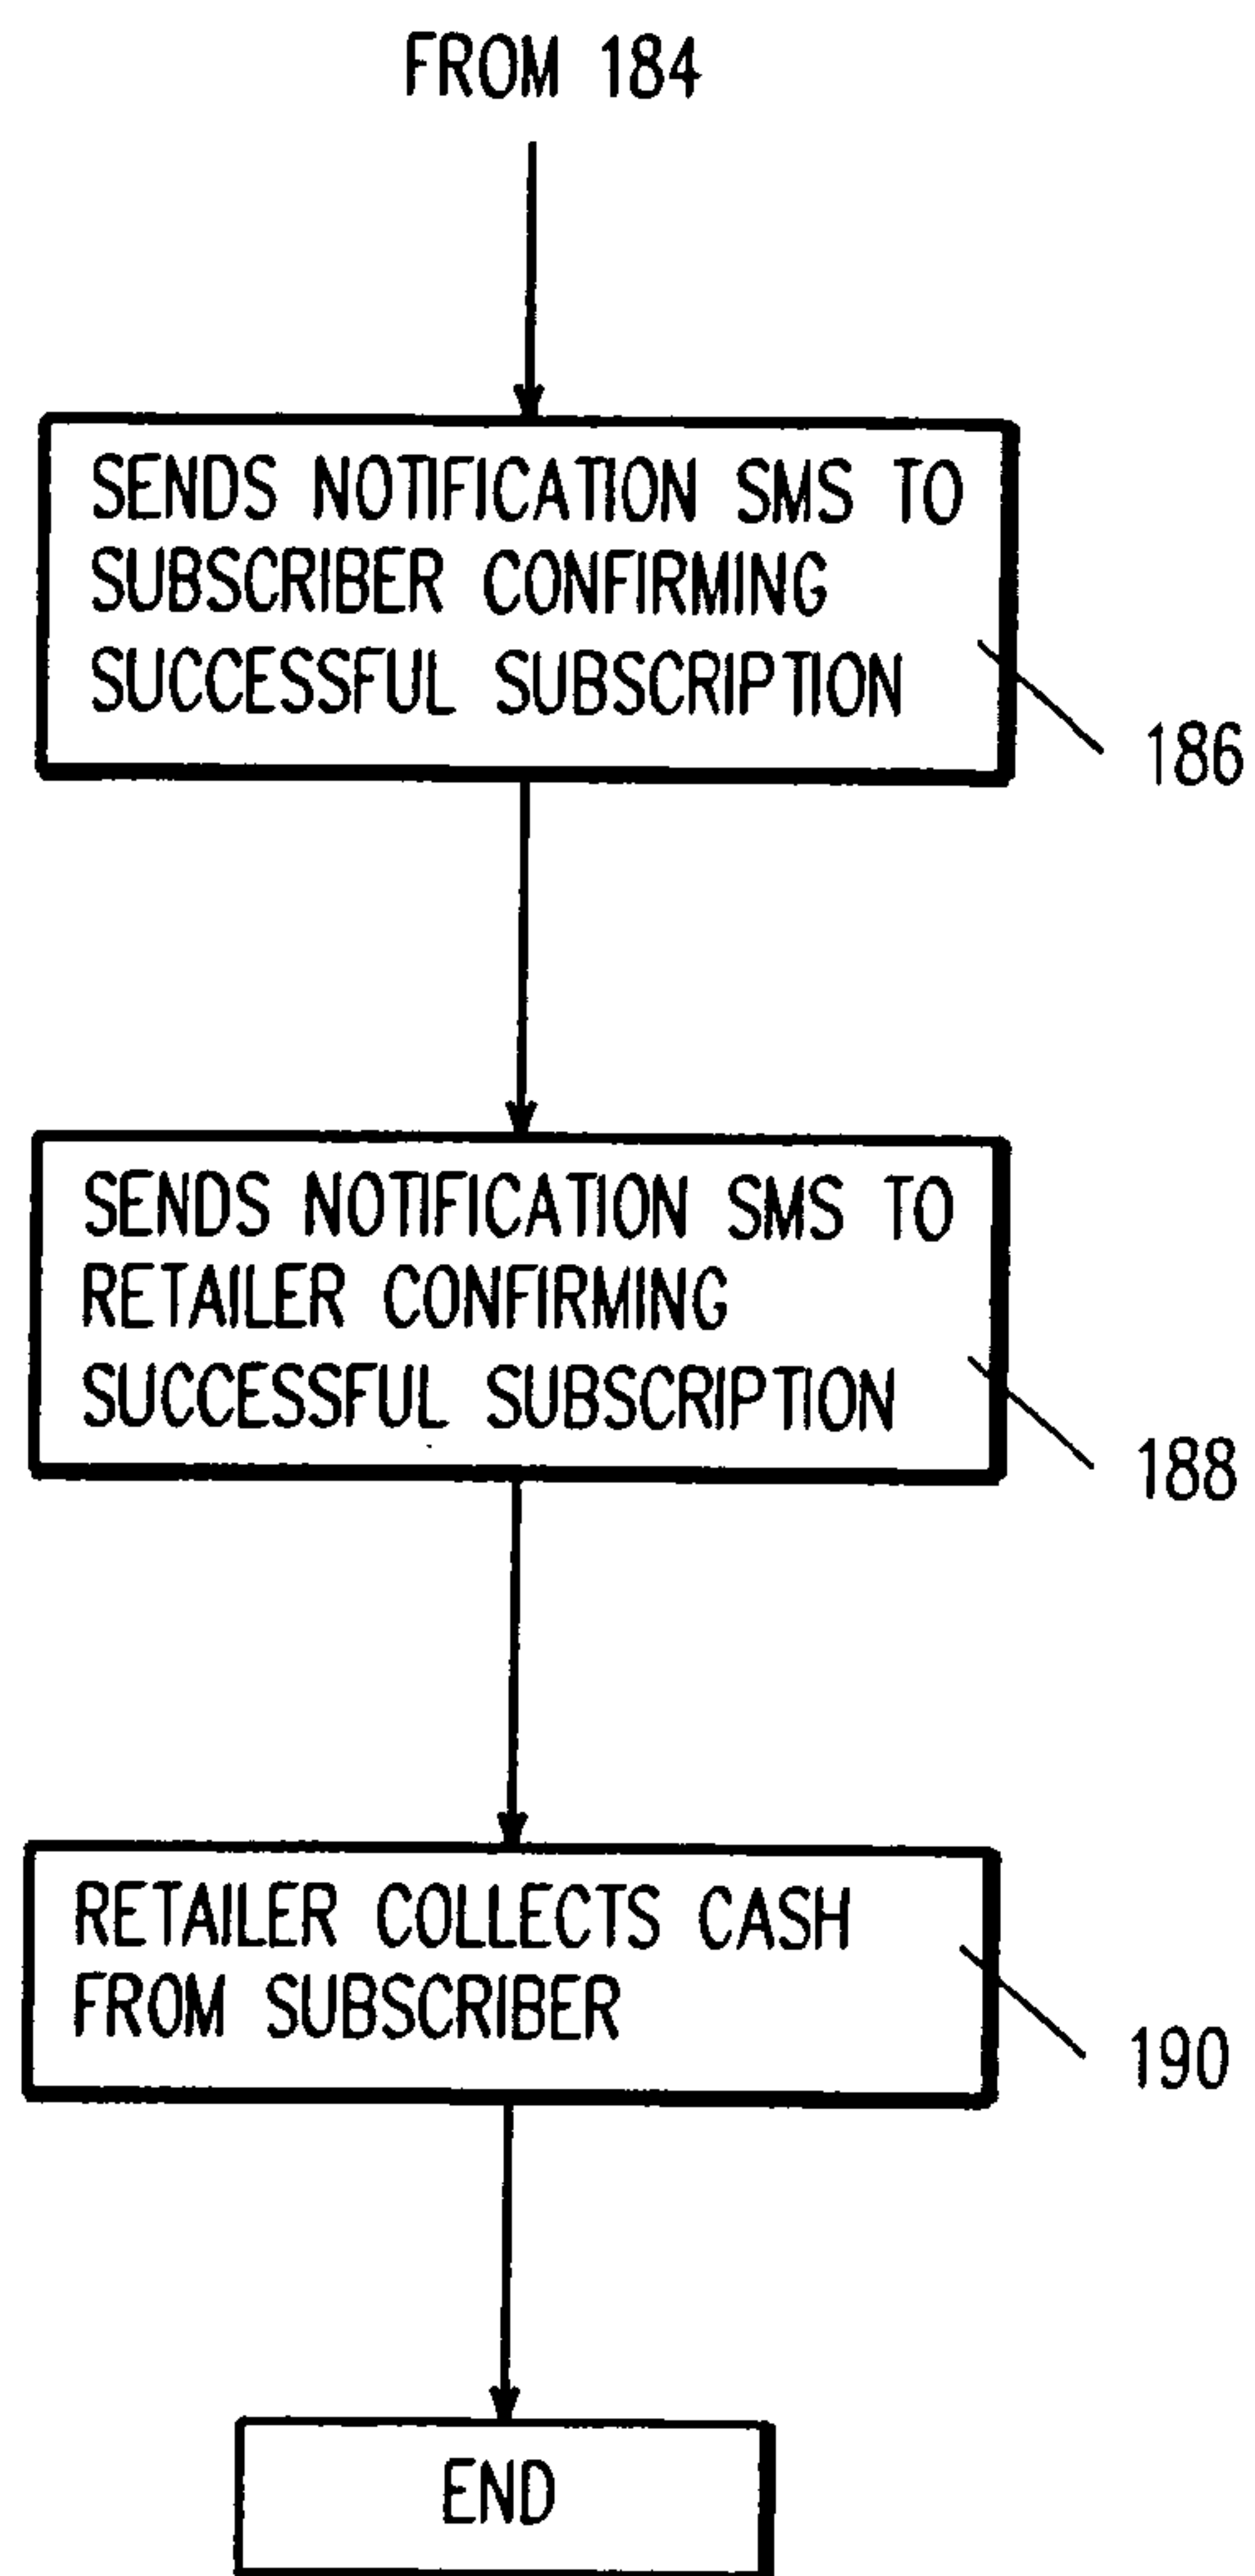 FROM 184
SENDS NOTIFICATION SMS TO
SUBSCRIBER CONFIRMING
SUCCESSFUL SUBSCRIPTION
186
SENDS NOTIFICATION SMS TO
RETAILER CONFIRMING
SUCCESSFUL SUBSCRIPTION
188
RETAILER COLLECTS CASH
FROM SUBSCRIBER
190
END